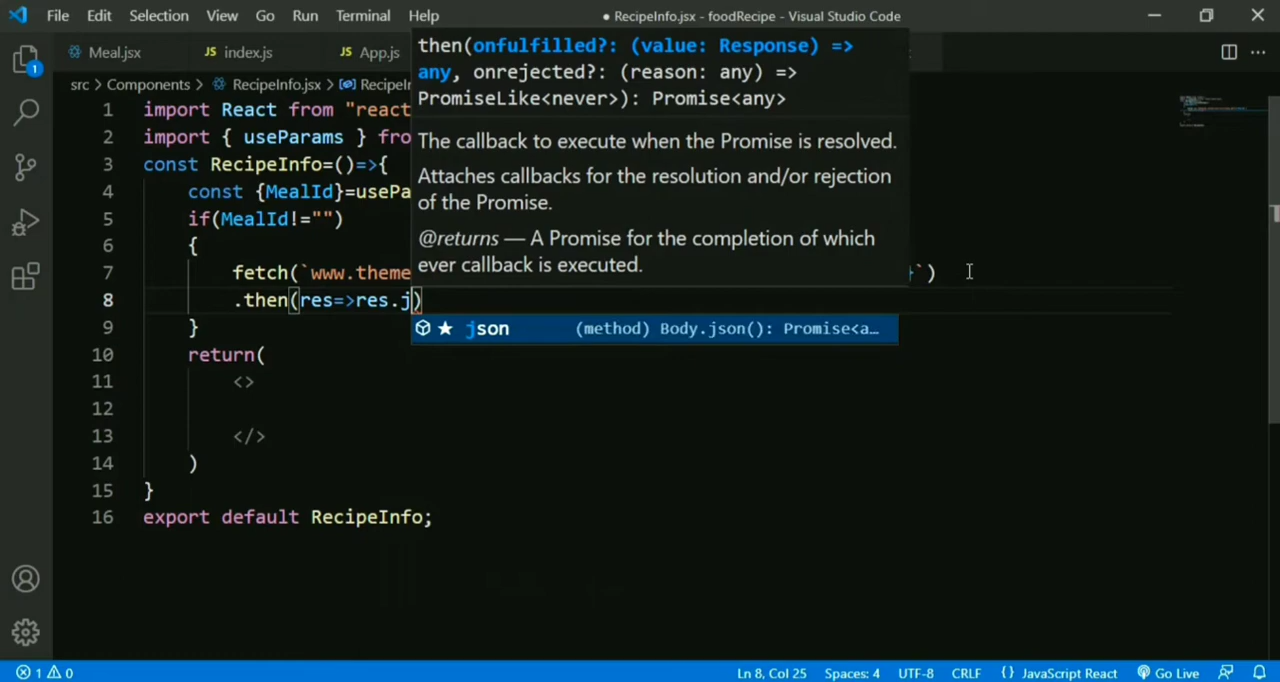 File Edit Selection View Go Run Terminal Help ● RecipeInfo.jsx - foodRecipe - Visual Studio Code
Meal.jsx JS index.js JS App.js
src > Components > RecipeInfo.jsx > RecipeInf
1 import React from "react
2 import { useParams } fro
3 const RecipeInfo=()=>{
4 const {MealId}=usePa
5 if(MealId!="")
6 {
7 fetch(`www.theme }`)
8 .then(res=>res.j)
9 }
10 return(
11 <>
12
13 </>
14 )
15 }
16 export default RecipeInfo;
then(onfulfilled?: (value: Response) =>
any, onrejected?: (reason: any) =>
PromiseLike<never>): Promise<any>
The callback to execute when the Promise is resolved.
Attaches callbacks for the resolution and/or rejection
of the Promise.
@returns — A Promise for the completion of which
ever callback is executed.
json (method) Body.json(): Promise<a…
1
1 0 Ln 8, Col 25 Spaces: 4 UTF-8 CRLF {} JavaScript React Go Live